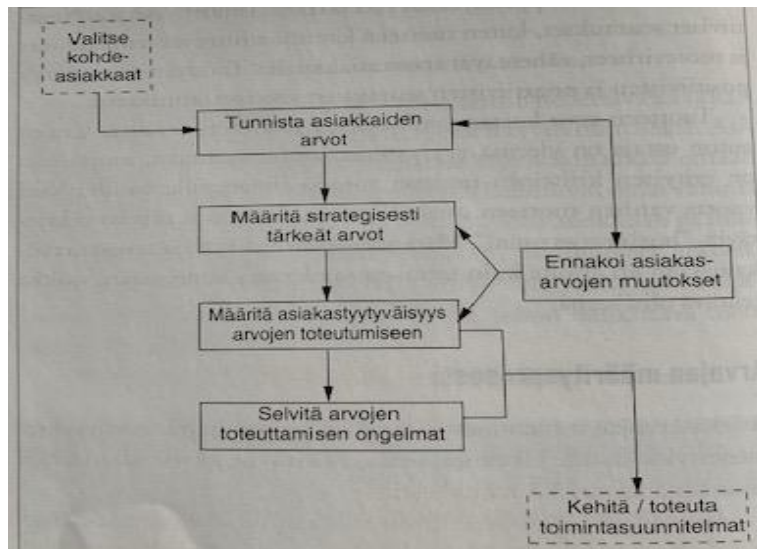 Valitse
kohde-
asiakkaat
Tunnista asiakkaiden
arvot
Määritä strategisesti
tärkeät arvot
Ennakoi asiakas-
arvojen muutokset
Määritä asiakastyytyväisyys
arvojen toteutumiseen
Selvitä arvojen
toteuttamisen ongelmat
Kehitä / toteuta
toimintasuunnitelmat